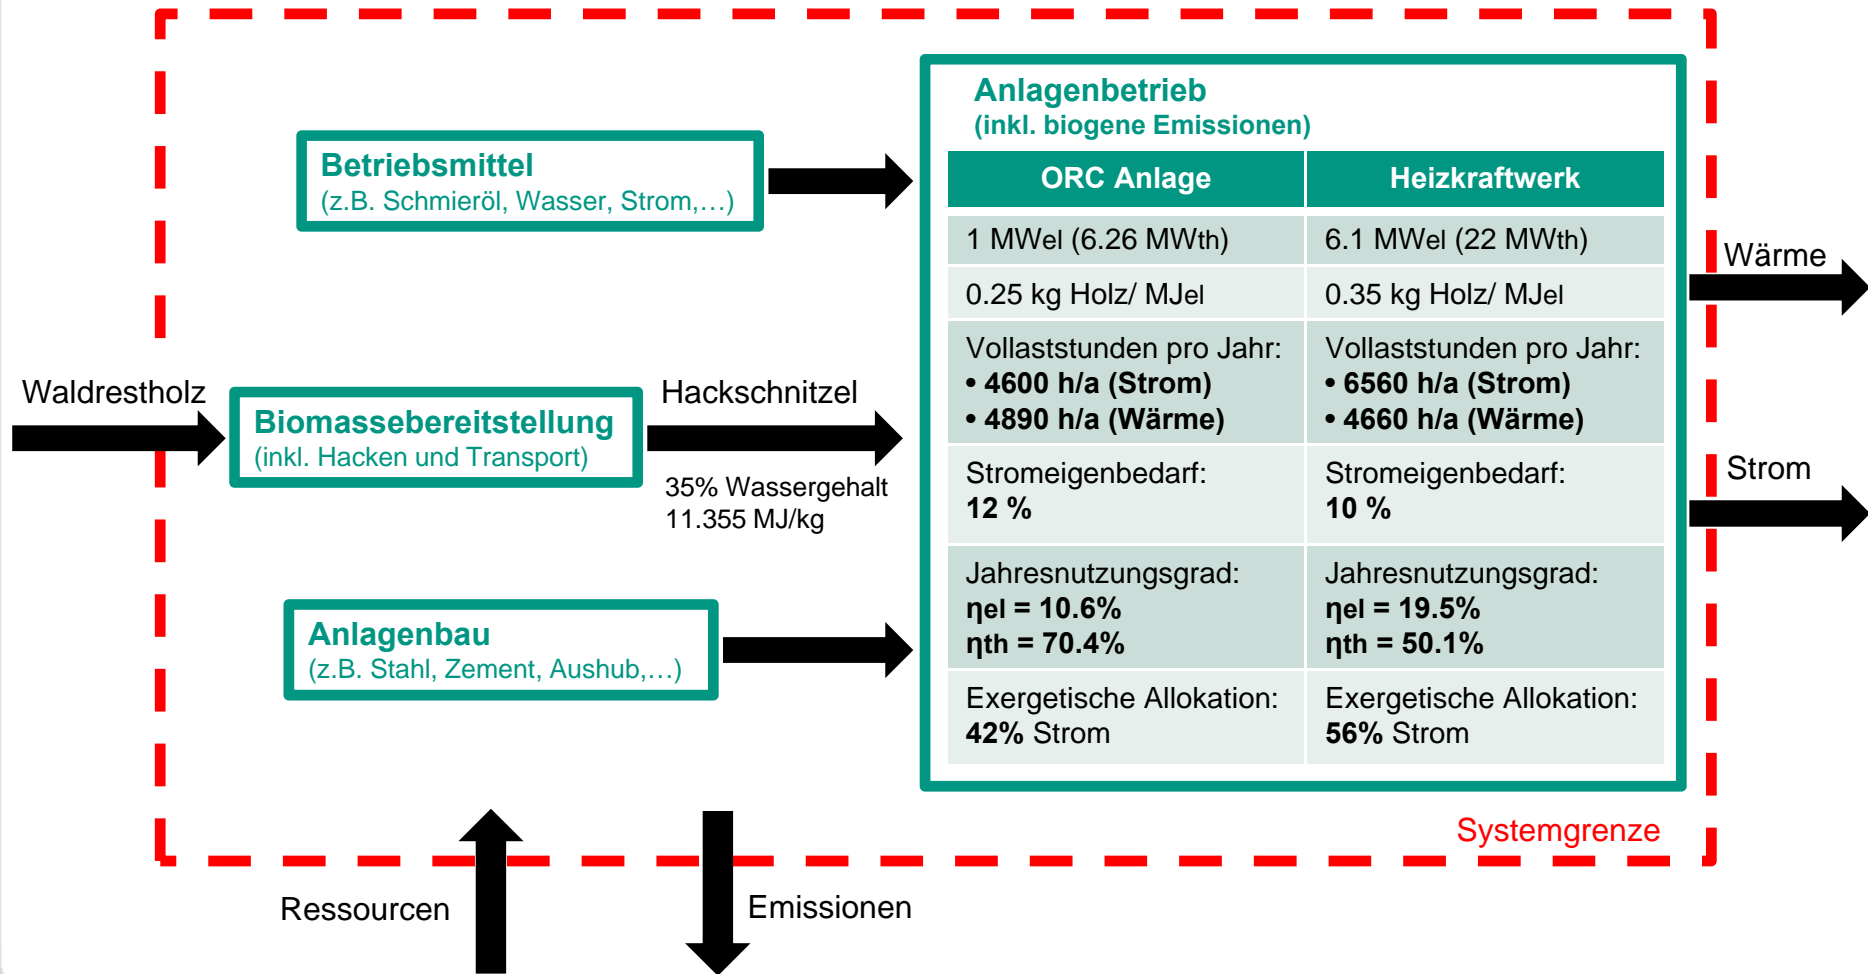 Anlagenbetrieb
(inkl. biogene Emissionen)
Betriebsmittel
(z.B. Schmieröl, Wasser, Strom,…)
ORC Anlage
Heizkraftwerk
1 MWel (6.26 MWth)
6.1 MWel (22 MWth)
0.25 kg Holz/ MJel
0.35 kg Holz/ MJel
Vollaststunden pro Jahr:
• 4600 h/a (Strom)
• 4890 h/a (Wärme)
Vollaststunden pro Jahr:
• 6560 h/a (Strom)
• 4660 h/a (Wärme)
Stromeigenbedarf:
12 %
Stromeigenbedarf:
10 %
Jahresnutzungsgrad:
ηel = 10.6%
ηth = 70.4%
Jahresnutzungsgrad:
ηel = 19.5%
ηth = 50.1%
Exergetische Allokation:
42% Strom
Exergetische Allokation:
56% Strom
Wärme
Strom
Waldrestholz
Biomassebereitstellung
(inkl. Hacken und Transport)
Hackschnitzel
35% Wassergehalt
11.355 MJ/kg
Anlagenbau
(z.B. Stahl, Zement, Aushub,…)
Systemgrenze
Ressourcen
Emissionen